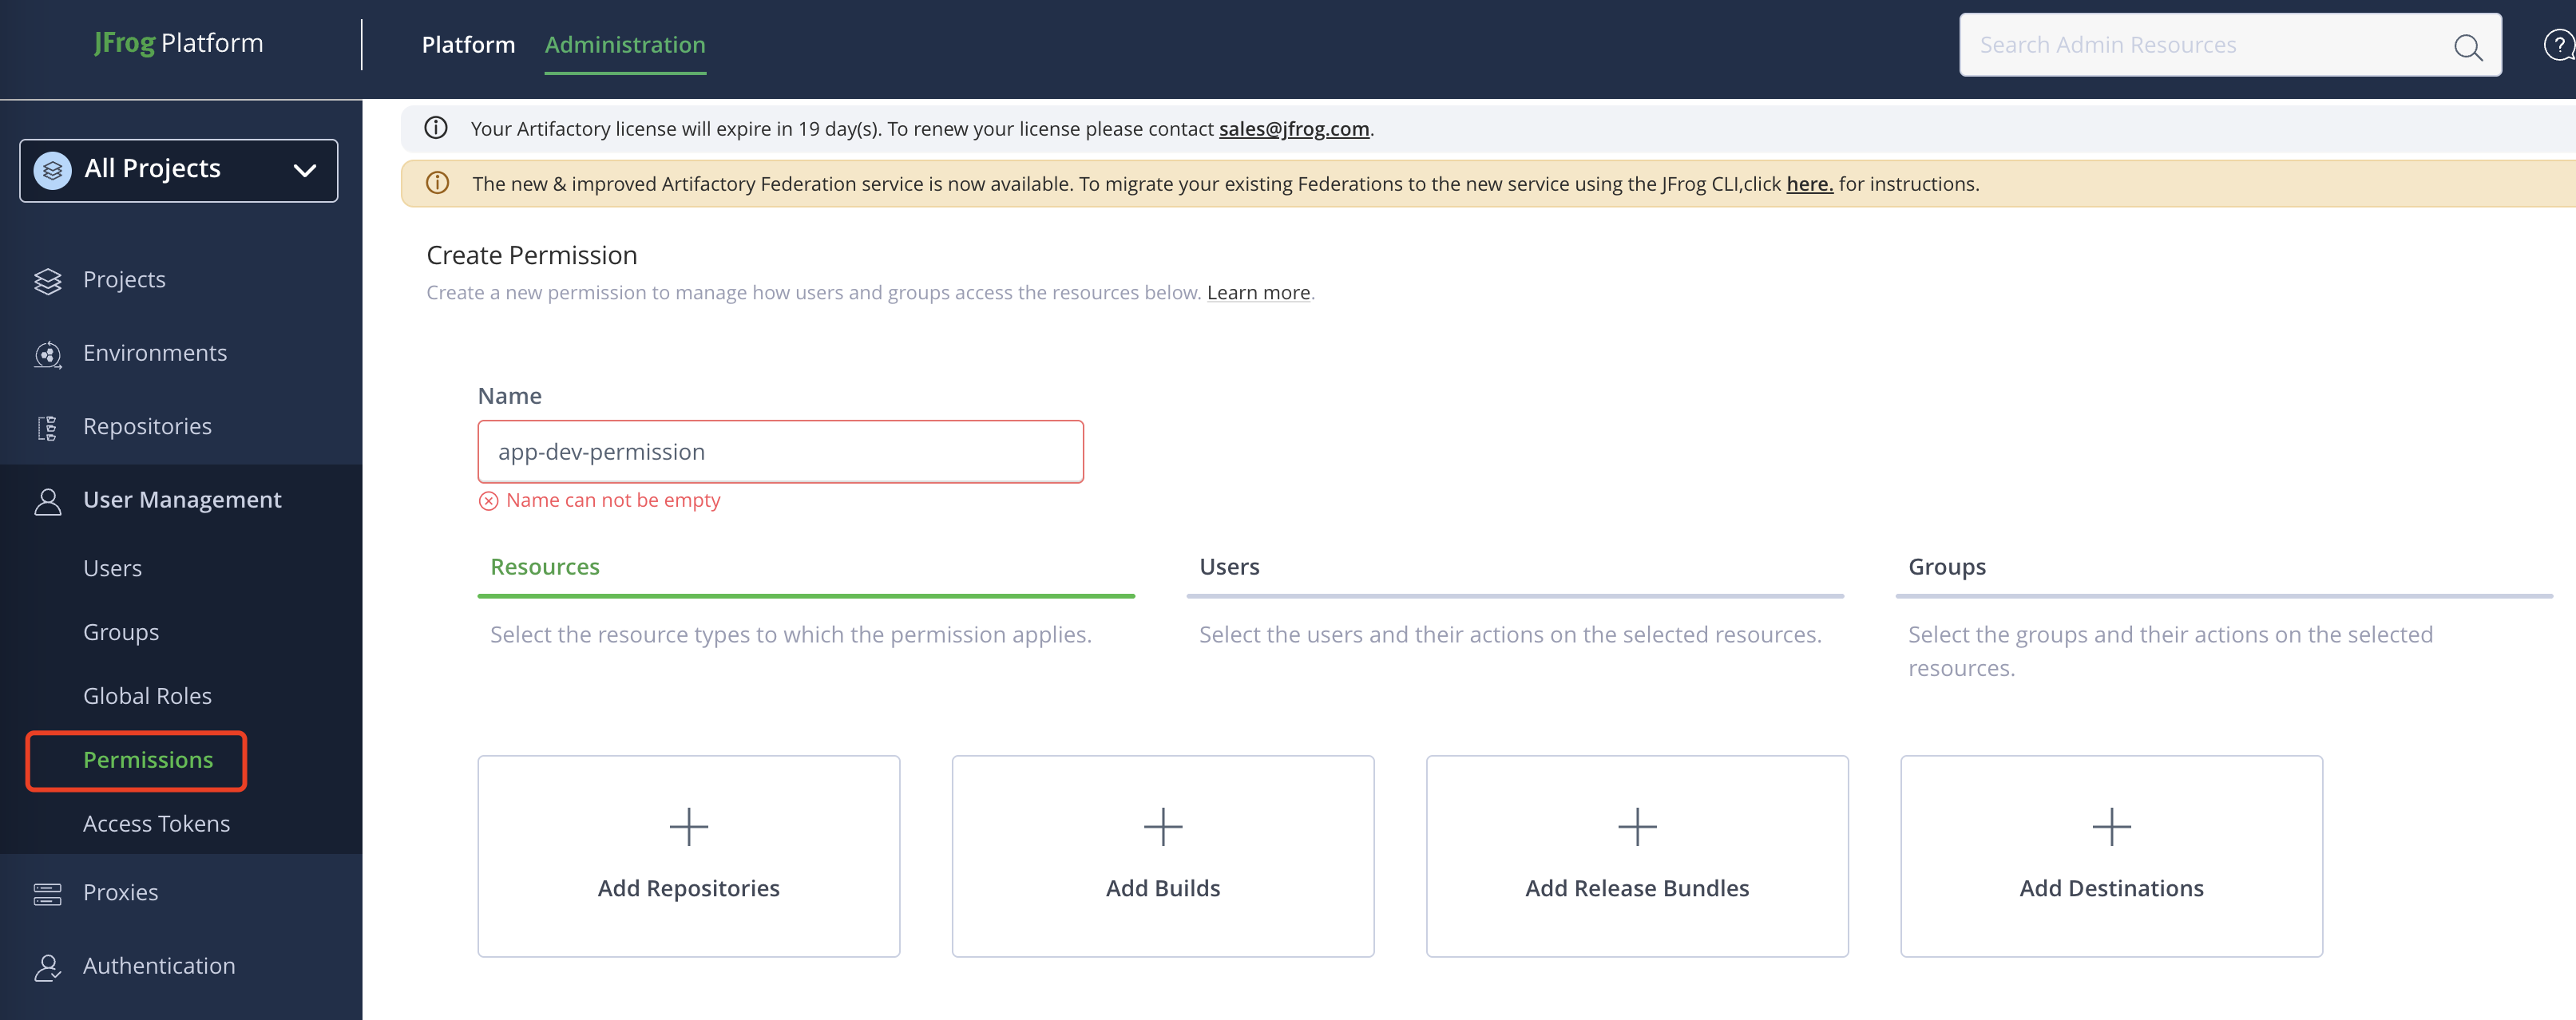 JFrog Platform
Platform
Administration
Search Admin Resources
All Projects
Your Artifactory license will expire in 19 day(s). To renew your license please contact sales@jfrog.com.
The new & improved Artifactory Federation service is now available. To migrate your existing Federations to the new service using the JFrog CLI,click here. for instructions.
Projects
Environments
Repositories
User Management
Users
Groups
Global Roles
Permissions
Access Tokens
Proxies
Authentication
Create Permission
Create a new permission to manage how users and groups access the resources below. Learn more.
Name
app-dev-permission
Name can not be empty
Resources
Select the resource types to which the permission applies.
Users
Select the users and their actions on the selected resources.
Groups
Select the groups and their actions on the selected
resources.
Add Repositories
Add Builds
Add Release Bundles
Add Destinations